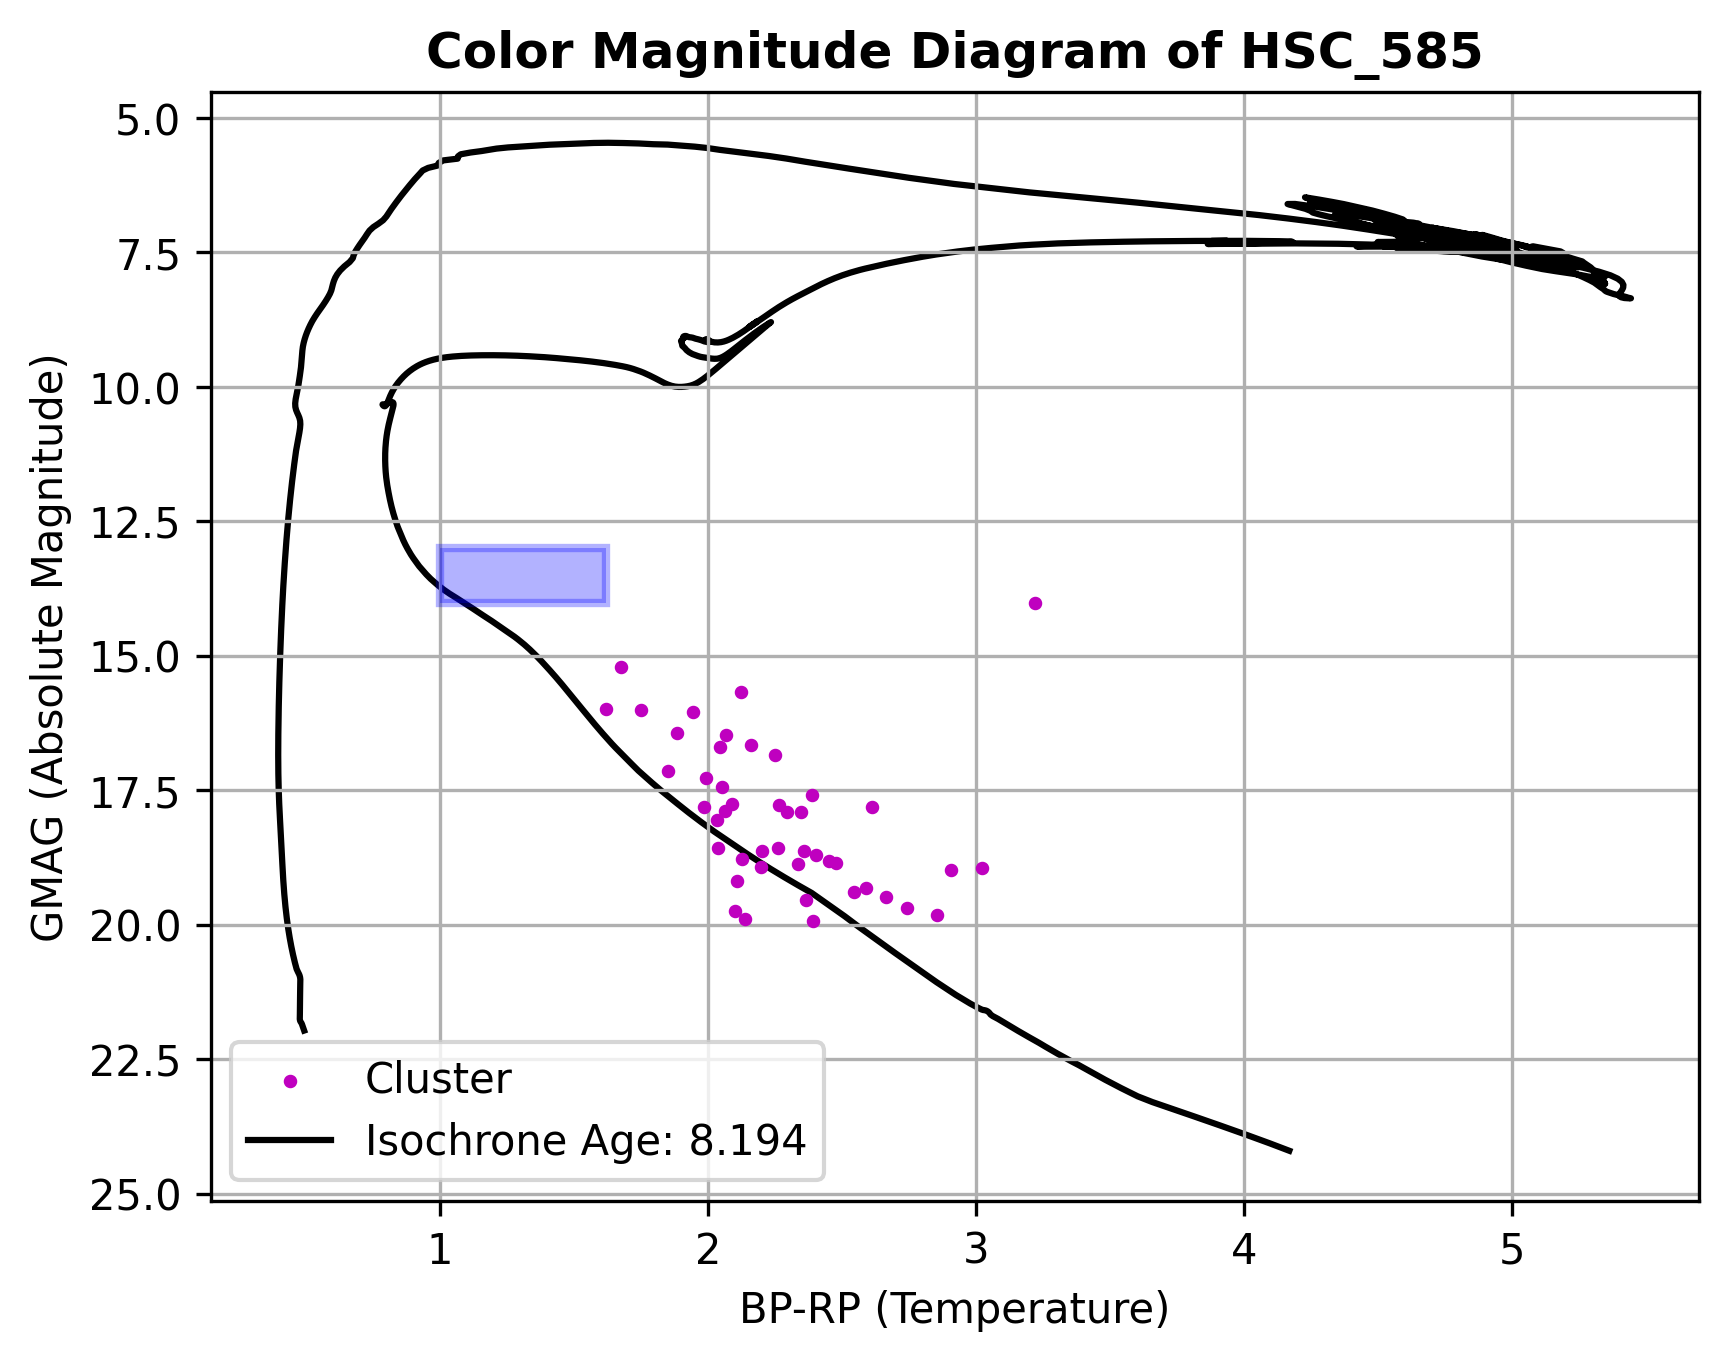 Color Magnitude Diagram of HSC_585
GMAG (Absolute Magnitude)
5.0
7.5
10.0
12.5
15.0
17.5
20.0
22.5
25.0
Cluster
Isochrone Age: 8.194
1 2 3 4 5
BP-RP (Temperature)